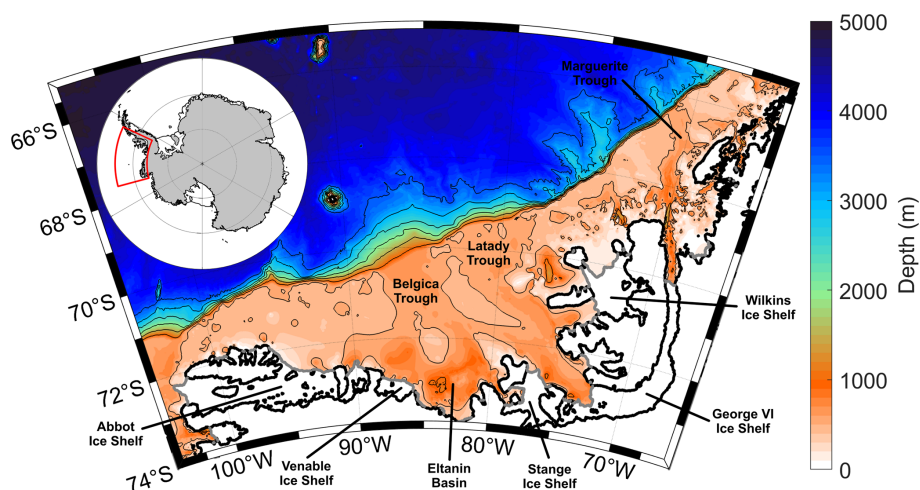 5000
4000
3000
2000
1000
0
Depth (m)
Marguerite
Trough
66°S
68°S
70°S
72°S
74°S
Latady
Trough
Belgica
Trough
Wilkins
Ice Shelf
George VI
Ice Shelf
Abbot
Ice Shelf
100°W
90°W
80°W
70°W
Venable
Ice Shelf
Eltanin
Basin
Stange
Ice Shelf